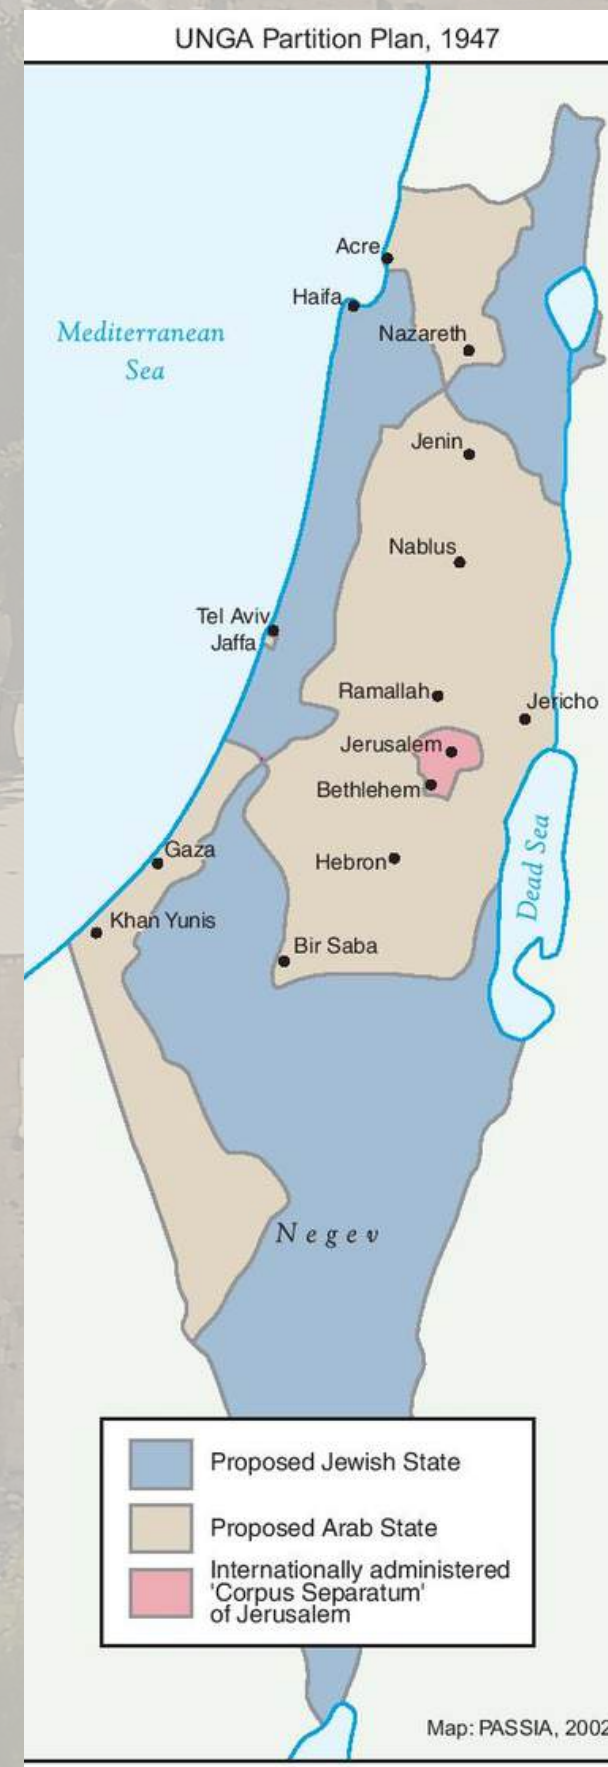 UNGA Partition Plan, 1947
Acre
Haifa
Mediterranean
Sea
Nazareth
Jenin
Nablus
Tel Aviv
Jaffa
Ramallah
Jericho
Jerusalem
Bethlehem
Dead Sea
Gaza
Hebron
Khan Yunis
Bir Saba
Negev
Proposed Jewish State
Proposed Arab State
Internationally administered
'Corpus Separatum'
of Jerusalem
Map: PASSIA, 2002